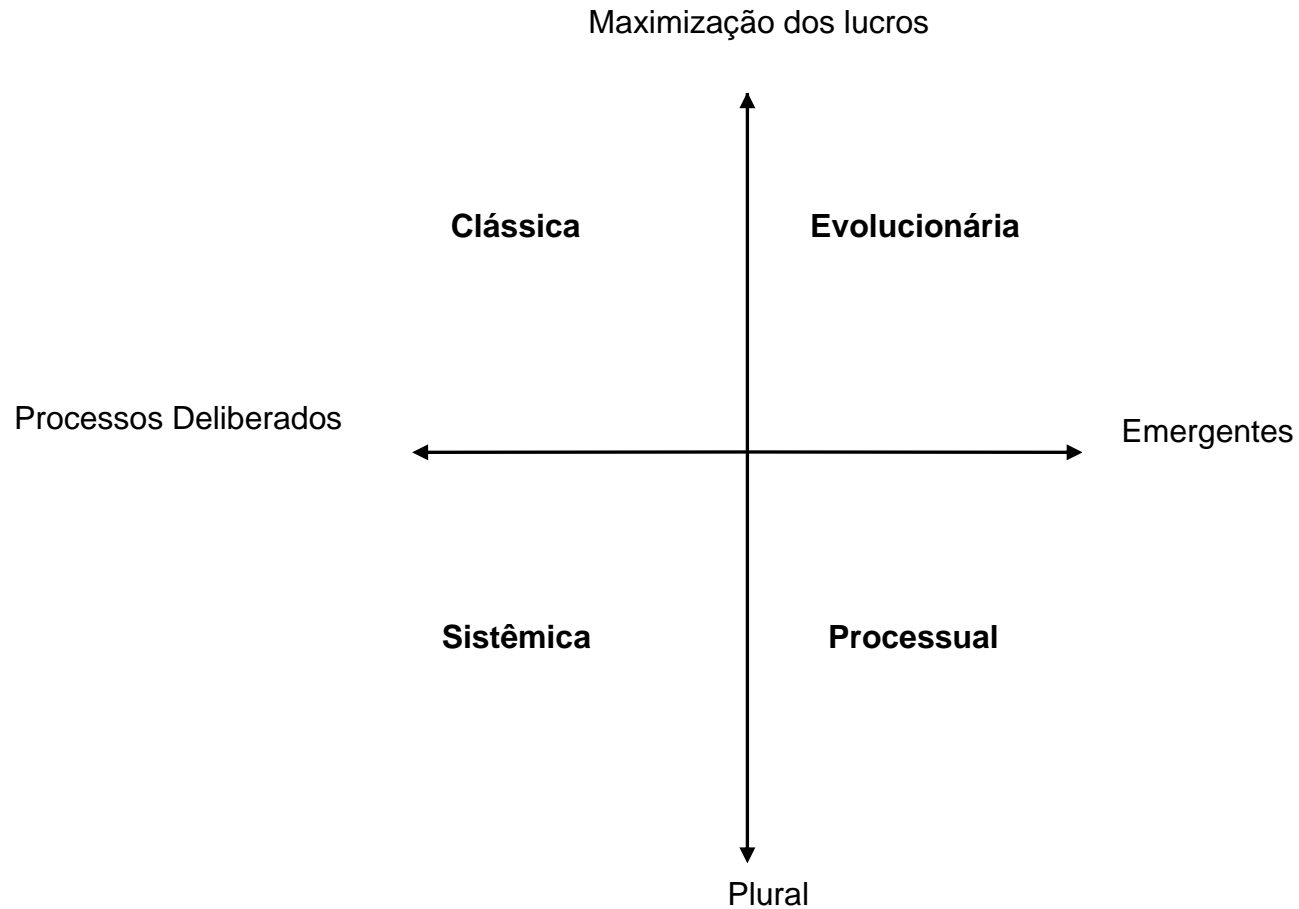 Maximização dos lucros
Clássica
Evolucionária
Processos Deliberados
Emergentes
Sistêmica
Processual
Plural